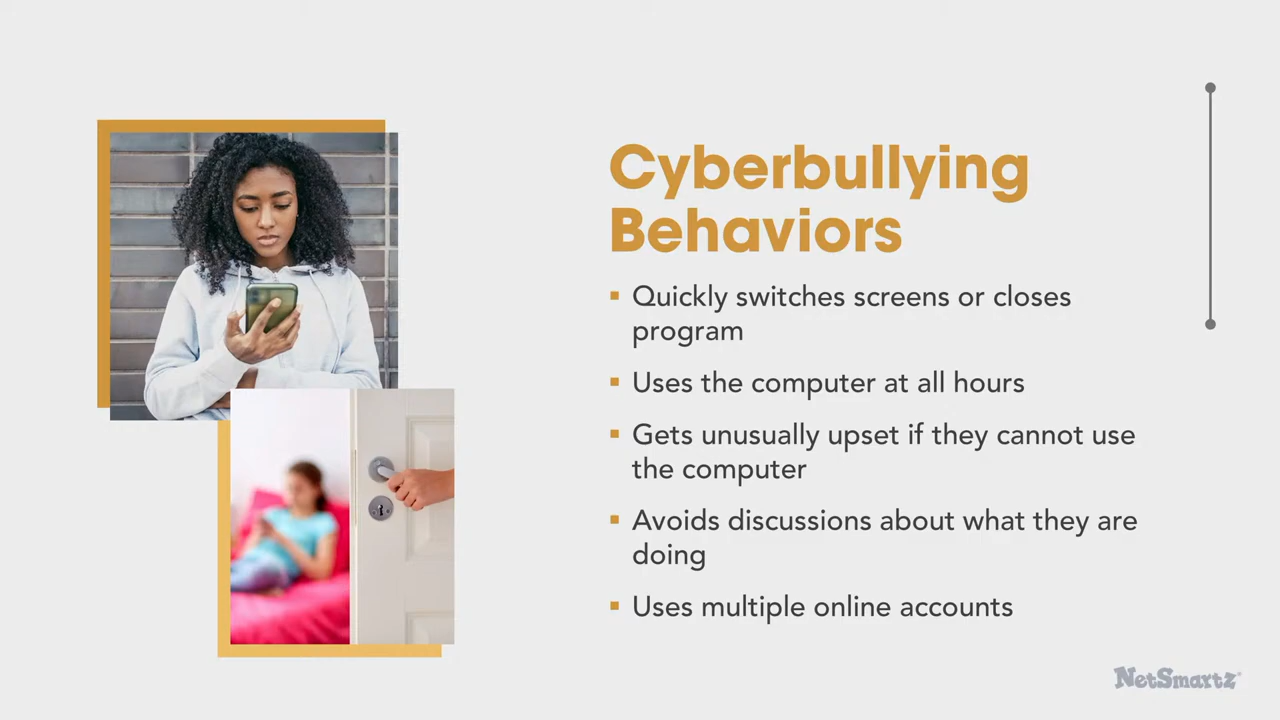 Cyberbullying
Behaviors
▪ Quickly switches screens or closes
program
▪ Uses the computer at all hours
▪ Gets unusually upset if they cannot use
the computer
▪ Avoids discussions about what they are
doing
▪ Uses multiple online accounts
NetSmartz®